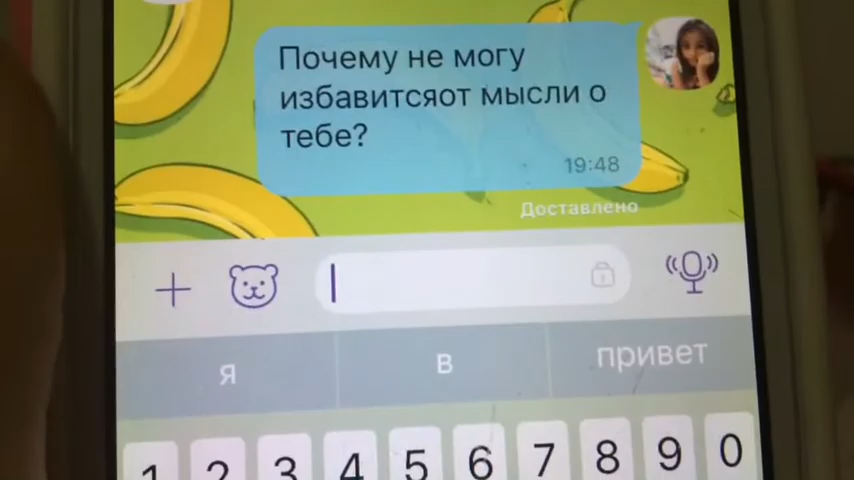 Почему не могу
избавитсяот мысли о
тебе?
19:48
Доставлено
я
в
привет
1 2 3 4 5 6 7 8 9 0